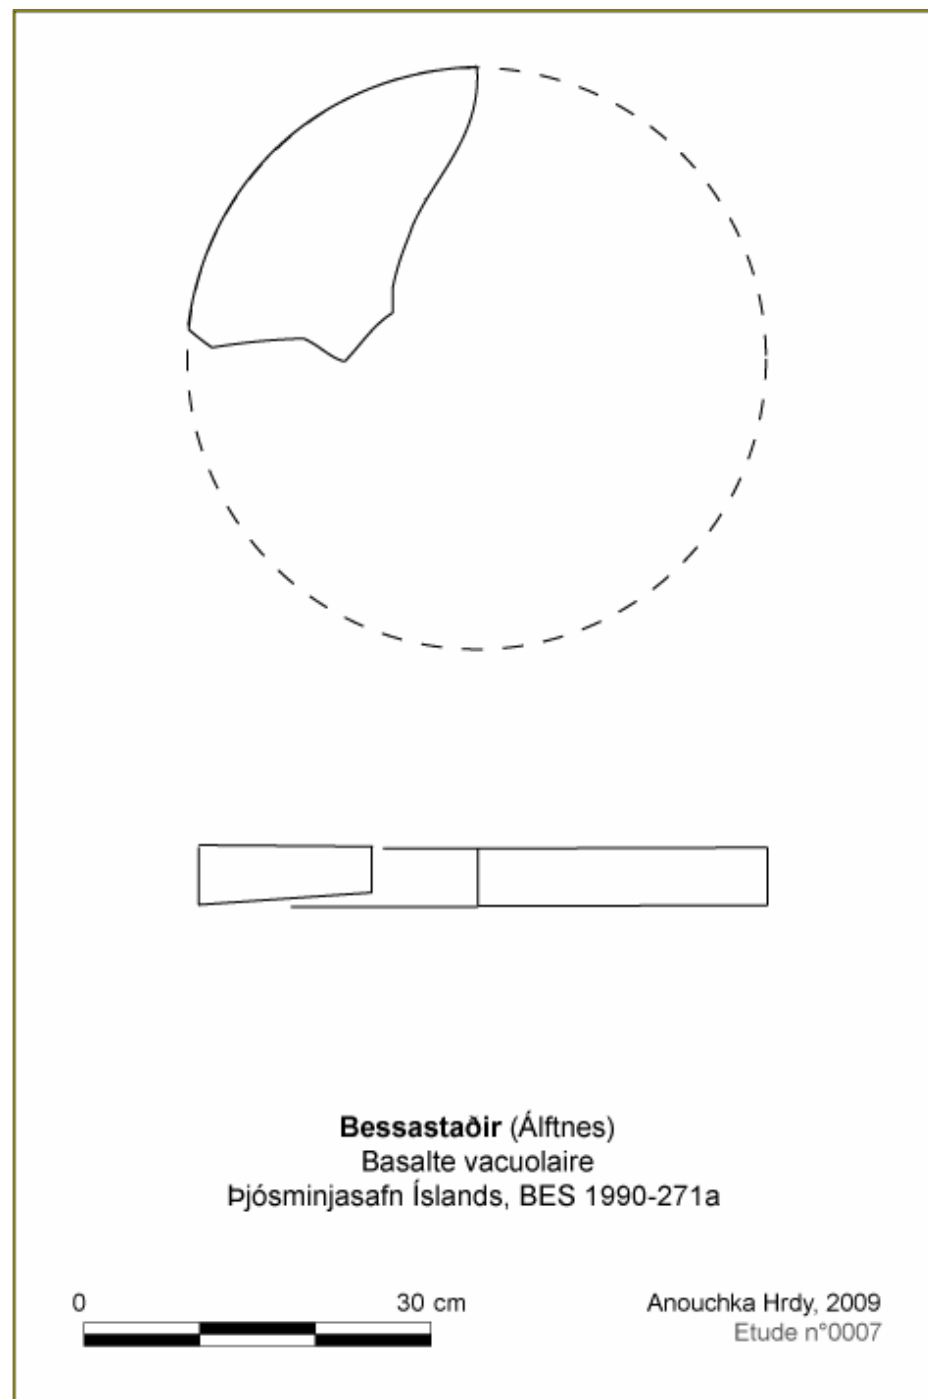 Bessastaðir (Álftnes)
Basalte vacuolaire
Þjósminjasafn Íslands, BES 1990-271a
0 30 cm
Anouchka Hrdy, 2009
Etude n°0007